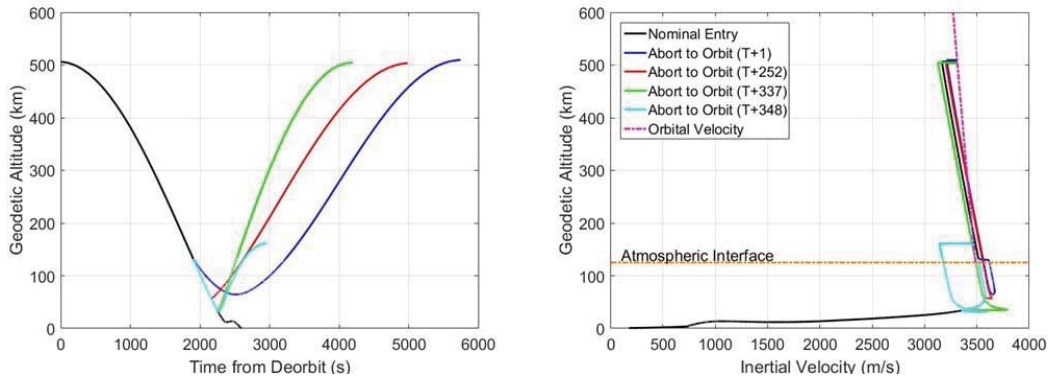 600
500
400
300
200
100
0
0 1000 2000 3000 4000 5000 6000
Geodetic Altitude (km)
Time from Deorbit (s)
600
500
400
300
200
100
0
0 500 1000 1500 2000 2500 3000 3500 4000
Geodetic Altitude (km)
Inertial Velocity (m/s)
Nominal Entry
Abort to Orbit (T+1)
Abort to Orbit (T+252)
Abort to Orbit (T+337)
Abort to Orbit (T+348)
Orbital Velocity
Atmospheric Interface